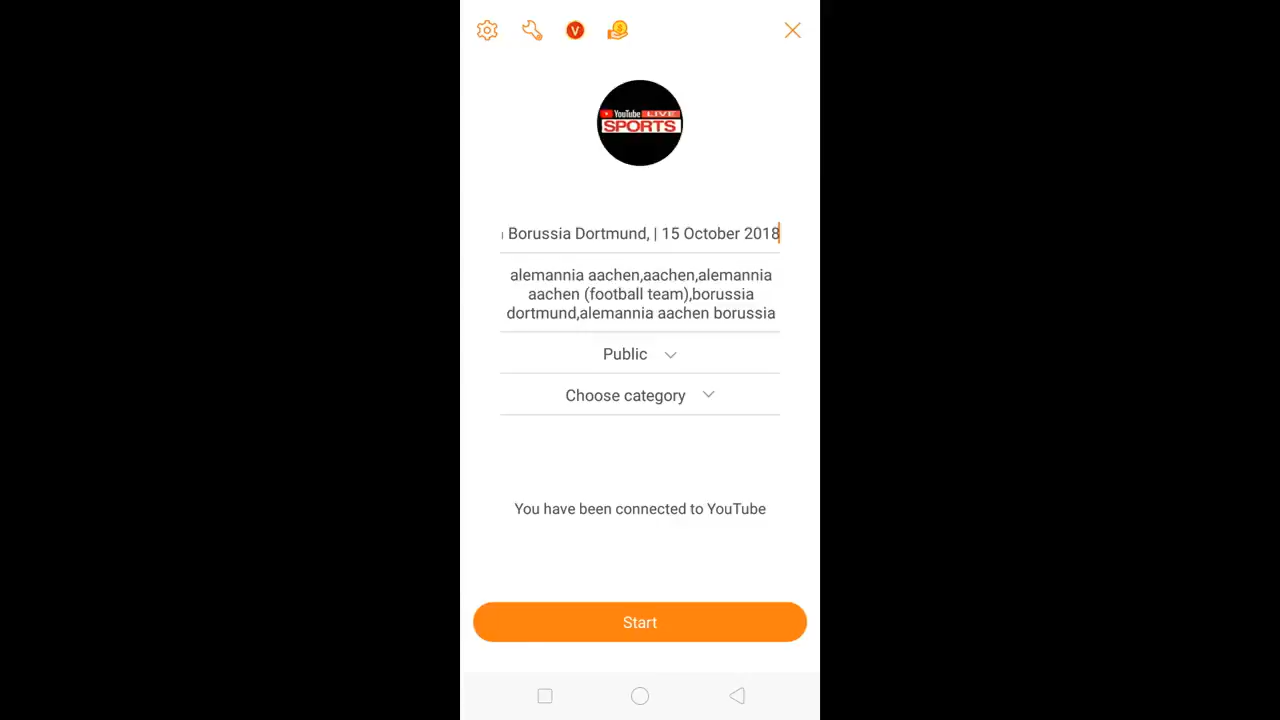 V
YouTube LIVE
SPORTS
Borussia Dortmund, | 15 October 2018
alemannia aachen,aachen,alemannia
aachen (football team),borussia
dortmund,alemannia aachen borussia
Public
Choose category
You have been connected to YouTube
Start